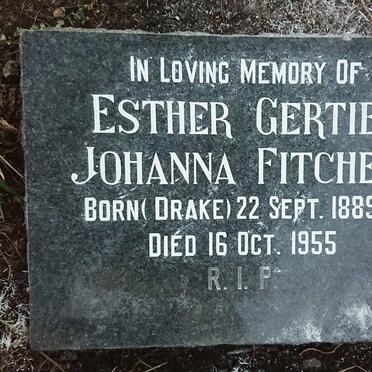 IN LOVING MEMORY OF
ESTHER GERTIE
JOHANNA FITCHE
BORN (DRAKE) 22 SEPT. 1889
DIED 16 OCT. 1955
R.I.P